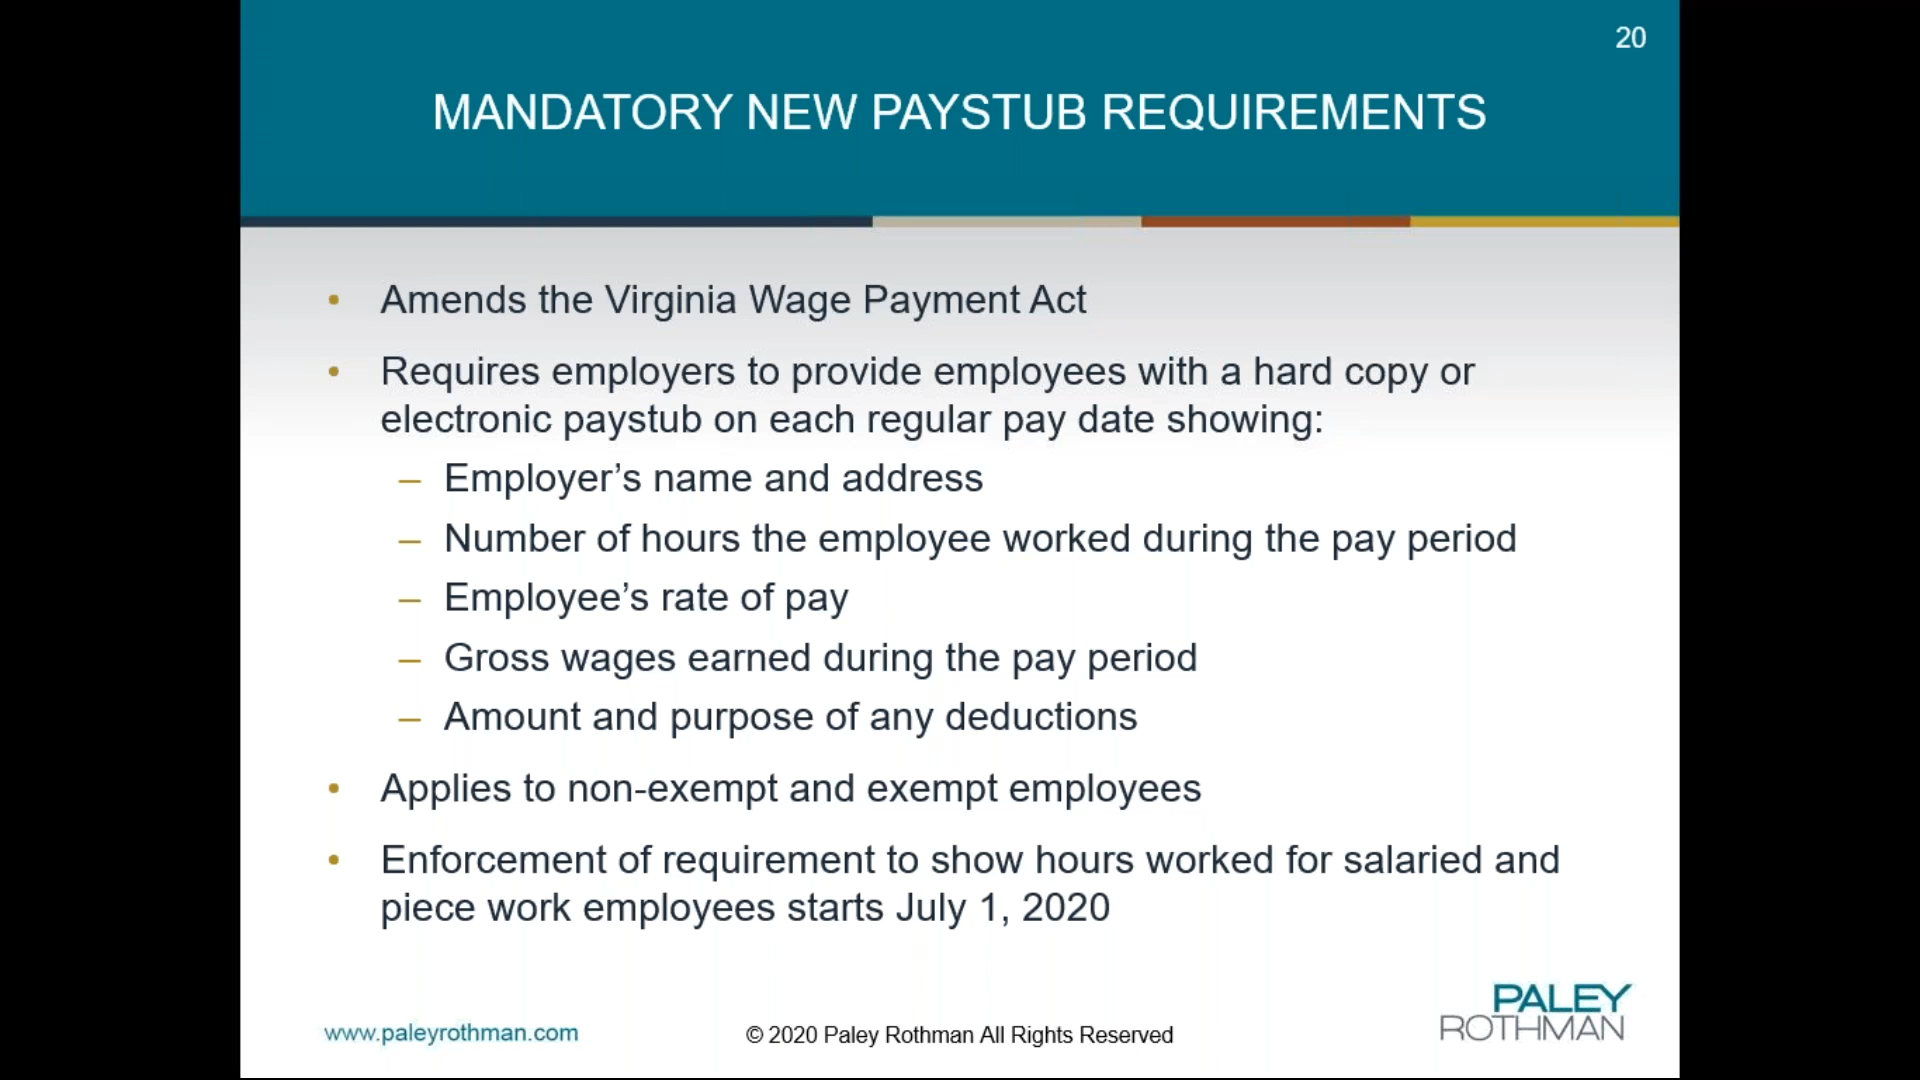 20
MANDATORY NEW PAYSTUB REQUIREMENTS
• Amends the Virginia Wage Payment Act
• Requires employers to provide employees with a hard copy or
electronic paystub on each regular pay date showing:
– Employer’s name and address
– Number of hours the employee worked during the pay period
– Employee’s rate of pay
– Gross wages earned during the pay period
– Amount and purpose of any deductions
• Applies to non-exempt and exempt employees
• Enforcement of requirement to show hours worked for salaried and
piece work employees starts July 1, 2020
www.paleyrothman.com
© 2020 Paley Rothman All Rights Reserved
PALEY
ROTHMAN